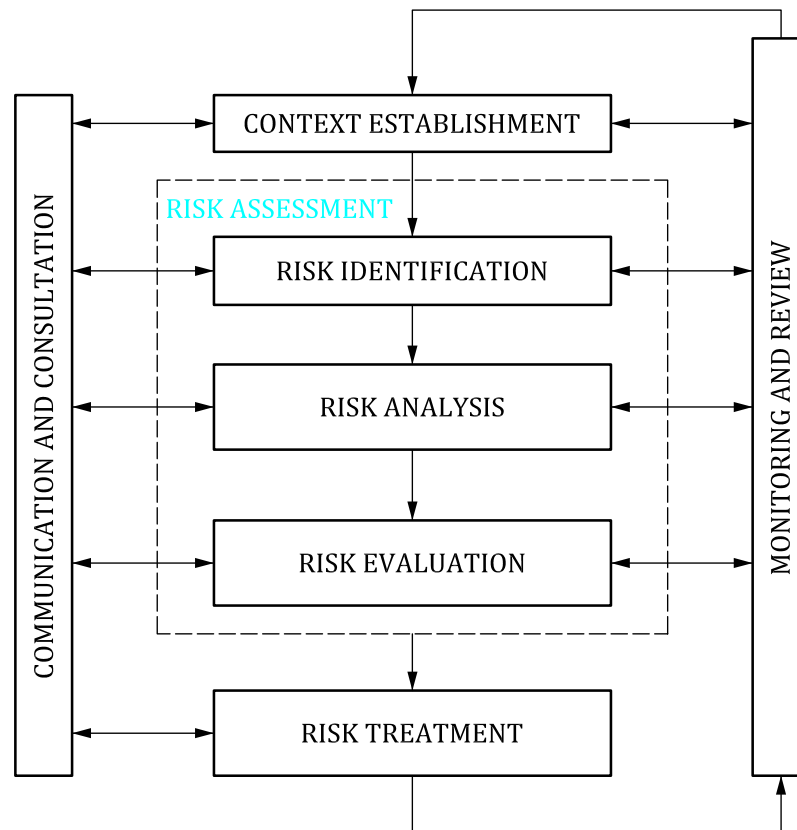 CONTEXT ESTABLISHMENT
RISK ASSESSMENT
RISK IDENTIFICATION
RISK ANALYSIS
RISK EVALUATION
RISK TREATMENT
COMMUNICATION AND CONSULTATION
MONITORING AND REVIEW